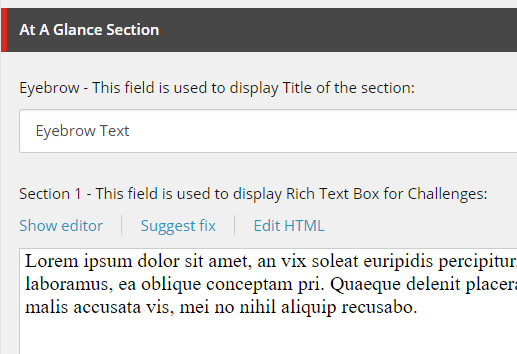 At A Glance Section
Eyebrow - This field is used to display Title of the section:
Eyebrow Text
Section 1 - This field is used to display Rich Text Box for Challenges:
Show editor Suggest fix Edit HTML
Lorem ipsum dolor sit amet, an vix soleat euripidis percipitur.
laboramus, ea oblique conceptam pri. Quaeque delenit
malis accusata vis, mei no nihil aliquip recusabo.